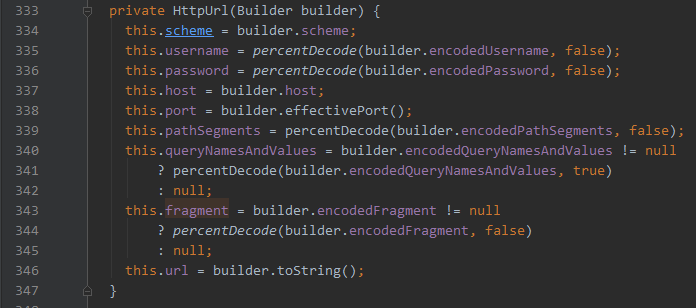 333 private HttpUrl(Builder builder) {
334 this.scheme = builder.scheme;
335 this.username = percentDecode(builder.encodedUsername, false);
336 this.password = percentDecode(builder.encodedPassword, false);
337 this.host = builder.host;
338 this.port = builder.effectivePort();
339 this.pathSegments = percentDecode(builder.encodedPathSegments, false);
340 this.queryNamesAndValues = builder.encodedQueryNamesAndValues != null
341 ? percentDecode(builder.encodedQueryNamesAndValues, true)
342 : null;
343 this.fragment = builder.encodedFragment != null
344 ? percentDecode(builder.encodedFragment, false)
345 : null;
346 this.url = builder.toString();
347 }